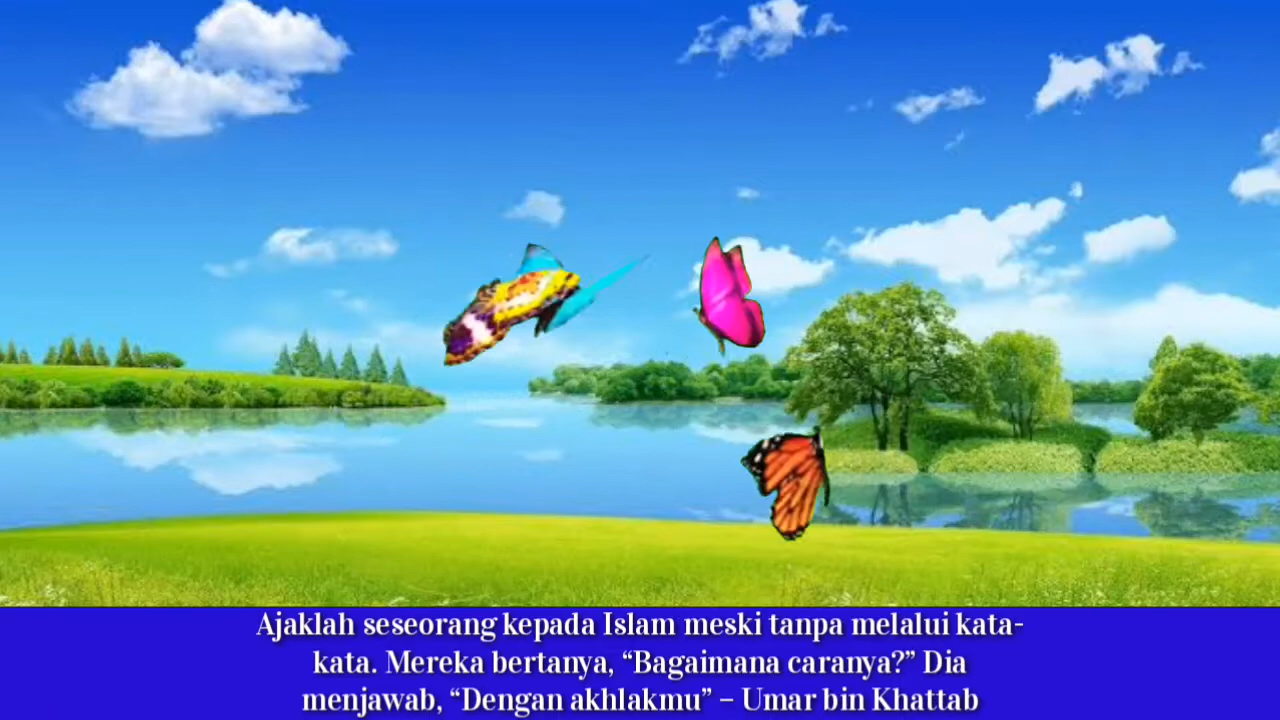 Ajaklah seseorang kepada Islam meski tanpa melalui kata-
kata. Mereka bertanya, “Bagaimana caranya?” Dia
menjawab, “Dengan akhlakmu” – Umar bin Khattab